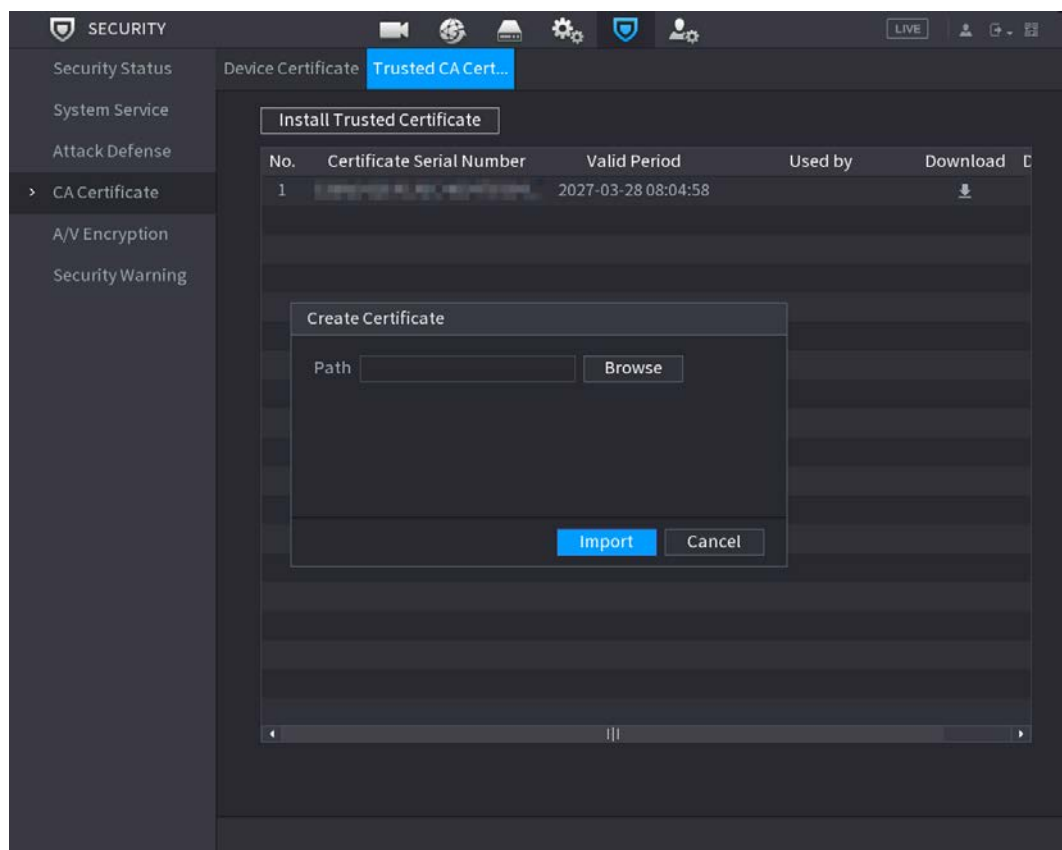 SECURITY
LIVE
Security Status
System Service
Attack Defense
CA Certificate
A/V Encryption
Security Warning
Device Certificate
Trusted CA Cert...
Install Trusted Certificate
No. Certificate Serial Number Valid Period Used by Download D
1 2027-03-28 08:04:58
Create Certificate
Path Browse
Import Cancel